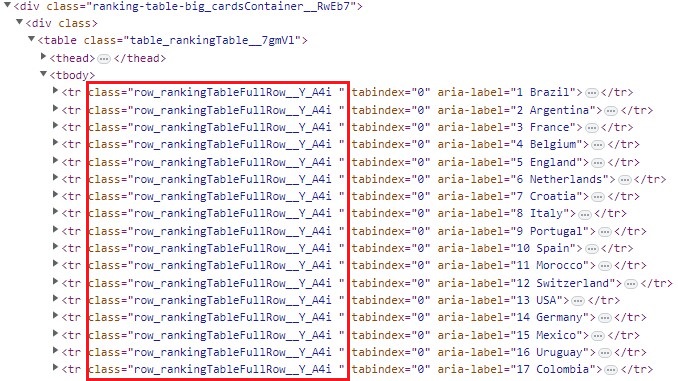 <div class="ranking-table-big_cardsContainer__RwEb7">
<div class>
<table class="table_rankingTable__7gmVl">
<thead>…</thead>
<tbody>
<tr class="row_rankingTableFullRow__Y_A4i " tabindex="0" aria-label="1 Brazil">…</tr>
<tr class="row_rankingTableFullRow__Y_A4i " tabindex="0" aria-label="2 Argentina">…</tr>
<tr class="row_rankingTableFullRow__Y_A4i " tabindex="0" aria-label="3 France">…</tr>
<tr class="row_rankingTableFullRow__Y_A4i " tabindex="0" aria-label="4 Belgium">…</tr>
<tr class="row_rankingTableFullRow__Y_A4i " tabindex="0" aria-label="5 England">…</tr>
<tr class="row_rankingTableFullRow__Y_A4i " tabindex="0" aria-label="6 Netherlands">…</tr>
<tr class="row_rankingTableFullRow__Y_A4i " tabindex="0" aria-label="7 Croatia">…</tr>
<tr class="row_rankingTableFullRow__Y_A4i " tabindex="0" aria-label="8 Italy">…</tr>
<tr class="row_rankingTableFullRow__Y_A4i " tabindex="0" aria-label="9 Portugal">…</tr>
<tr class="row_rankingTableFullRow__Y_A4i " tabindex="0" aria-label="10 Spain">…</tr>
<tr class="row_rankingTableFullRow__Y_A4i " tabindex="0" aria-label="11 Morocco">…</tr>
<tr class="row_rankingTableFullRow__Y_A4i " tabindex="0" aria-label="12 Switzerland">…</tr>
<tr class="row_rankingTableFullRow__Y_A4i " tabindex="0" aria-label="13 USA">…</tr>
<tr class="row_rankingTableFullRow__Y_A4i " tabindex="0" aria-label="14 Germany">…</tr>
<tr class="row_rankingTableFullRow__Y_A4i " tabindex="0" aria-label="15 Mexico">…</tr>
<tr class="row_rankingTableFullRow__Y_A4i " tabindex="0" aria-label="16 Uruguay">…</tr>
<tr class="row_rankingTableFullRow__Y_A4i " tabindex="0" aria-label="17 Colombia">…</tr>